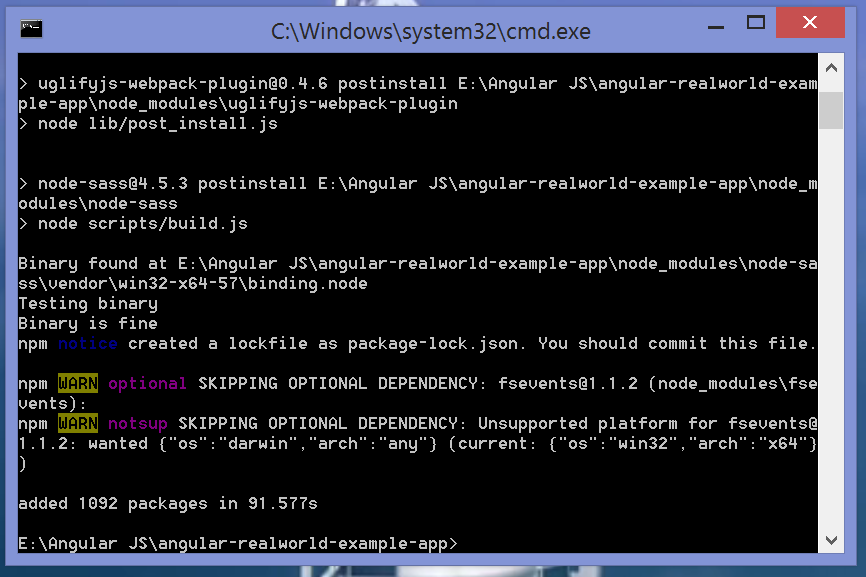 C:\Windows\system32\cmd.exe
> uglifyjs-webpack-plugin@0.4.6 postinstall E:\Angular JS\angular-realworld-exam
ple-app\node_modules\uglifyjs-webpack-plugin
> node lib/post_install.js
> node-sass@4.5.3 postinstall E:\Angular JS\angular-realworld-example-app\node_m
odules\node-sass
> node scripts/build.js
Binary found at E:\Angular JS\angular-realworld-example-app\node_modules\node-sa
ss\vendor\win32-x64-57\binding.node
Testing binary
Binary is fine
npm notice created a lockfile as package-lock.json. You should commit this file.
npm WARN optional SKIPPING OPTIONAL DEPENDENCY: fsevents@1.1.2 (node_modules\fse
vents):
npm WARN notsup SKIPPING OPTIONAL DEPENDENCY: Unsupported platform for fsevents@
1.1.2: wanted {"os":"darwin","arch":"any"} (current: {"os":"win32","arch":"x64"}
)
added 1092 packages in 91.577s
E:\Angular JS\angular-realworld-example-app>